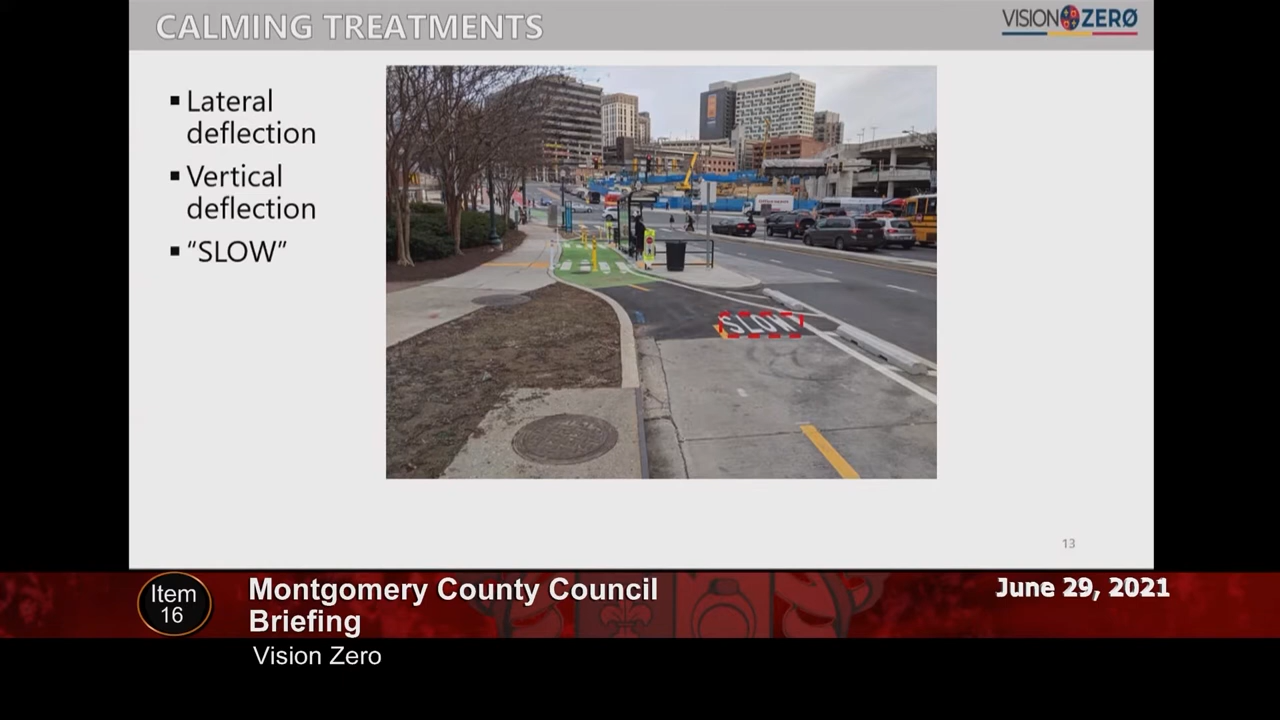 CALMING TREATMENTS
VISION ZERO
▪ Lateral
deflection
▪ Vertical
deflection
▪ “SLOW”
SLOW
13
Item
16
Montgomery County Council
Briefing
June 29, 2021
Vision Zero